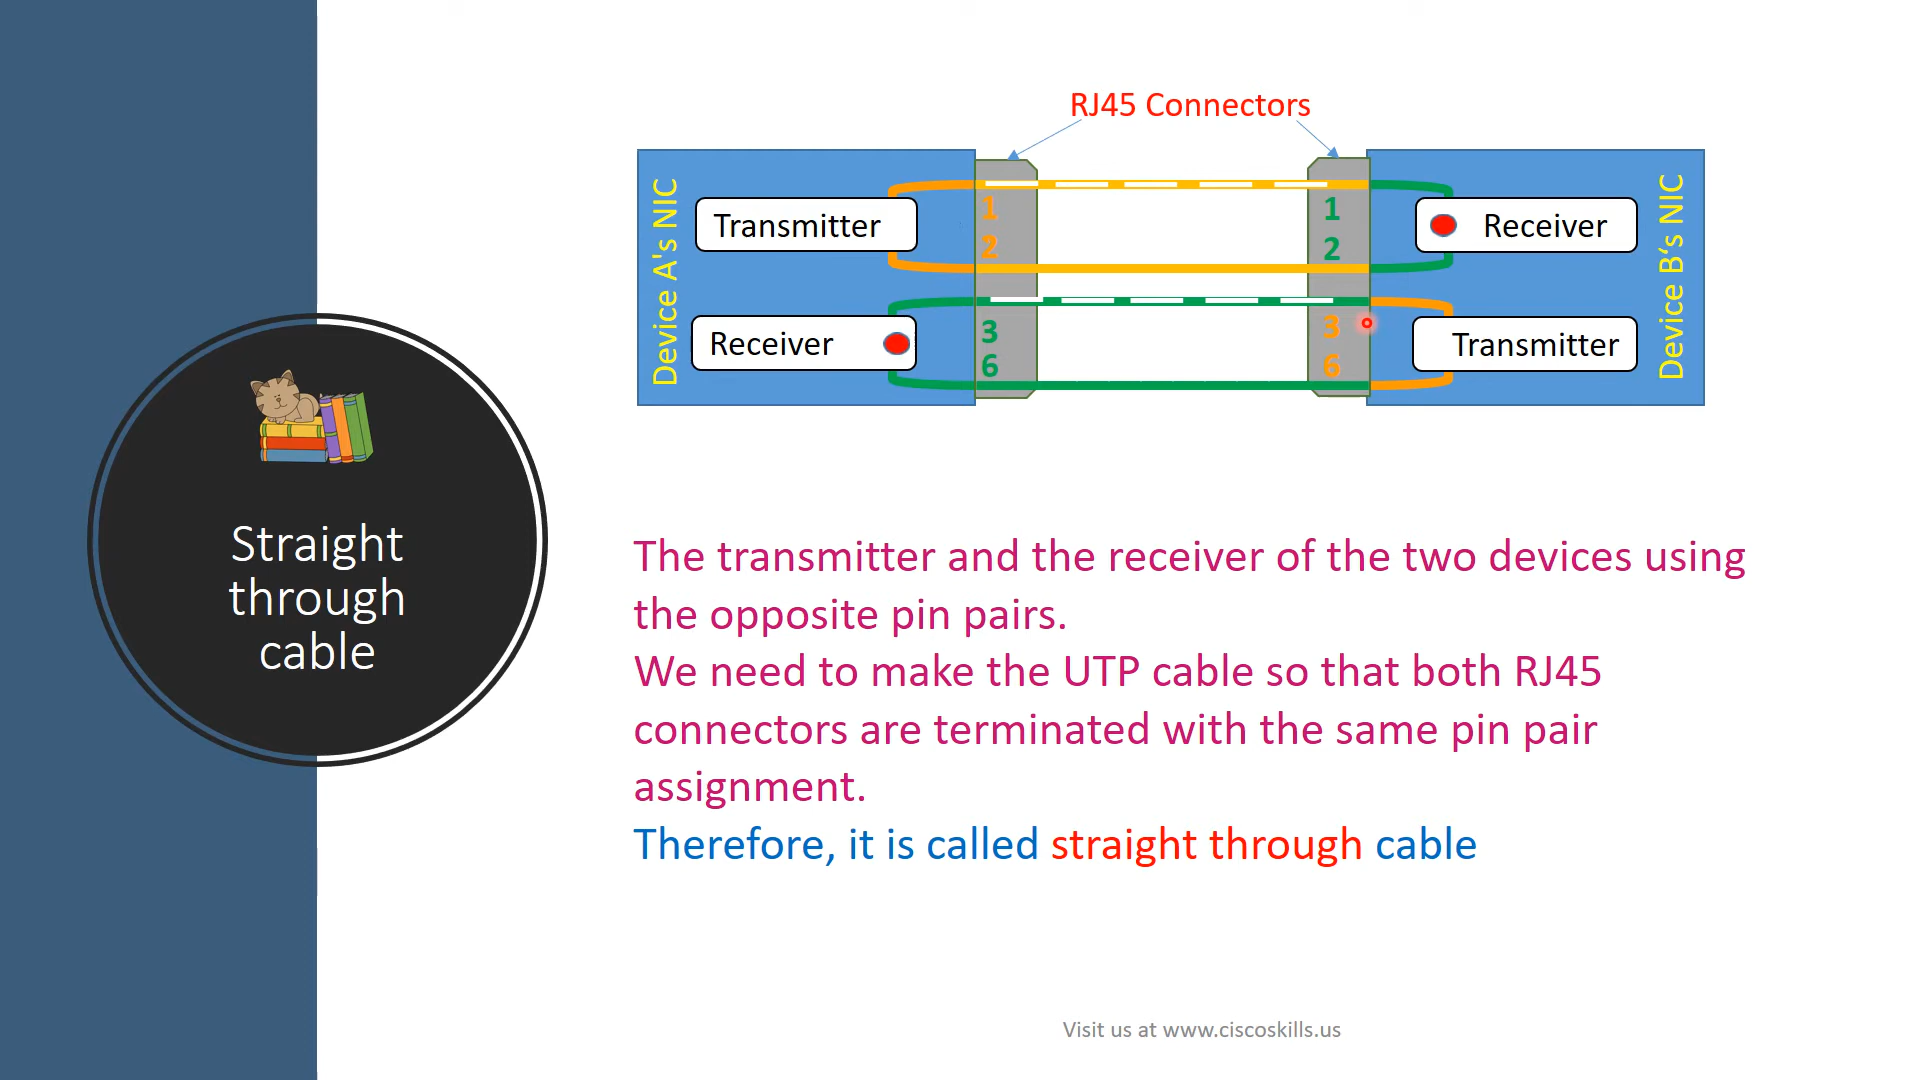 RJ45 Connectors
Device A's NIC
Transmitter
1
2
Receiver
3
6
1
2
Receiver
3
6
Transmitter
Device B‘s NIC
Straight
through
cable
The transmitter and the receiver of the two devices using
the opposite pin pairs.
We need to make the UTP cable so that both RJ45
connectors are terminated with the same pin pair
assignment.
Therefore, it is called straight through cable
Visit us at www.ciscoskills.us